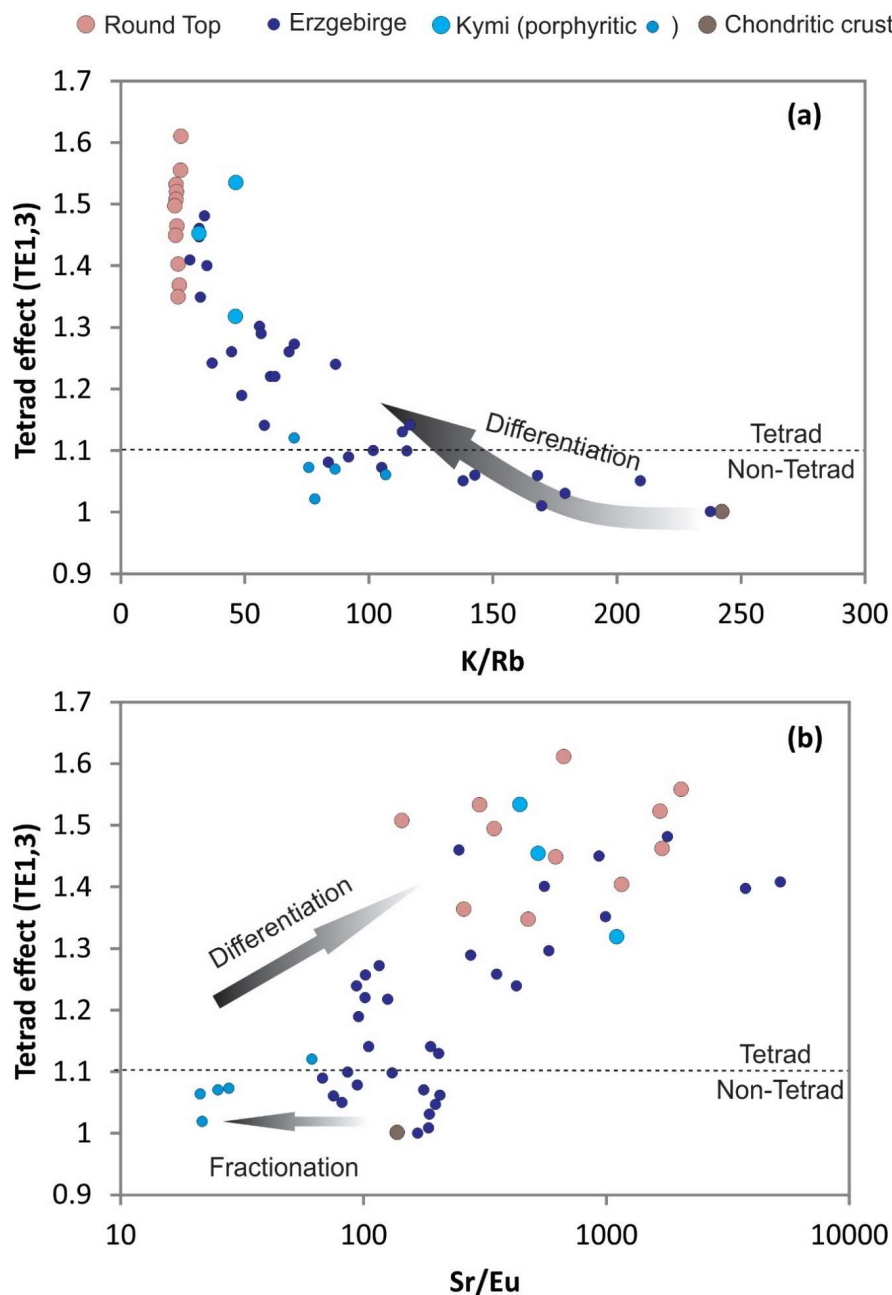 Round Top Erzgebirge Kymi (porphyritic ) Chondritic crust
(a)
Tetrad effect (TE1,3)
1.7
1.6
1.5
1.4
1.3
1.2
1.1
1
0.9
Differentiation
Tetrad
Non-Tetrad
0 50 100 150 200 250 300
K/Rb
(b)
Tetrad effect (TE1,3)
1.7
1.6
1.5
1.4
1.3
1.2
1.1
1
0.9
Differentiation
Tetrad
Non-Tetrad
Fractionation
10 100 1000 10000
Sr/Eu